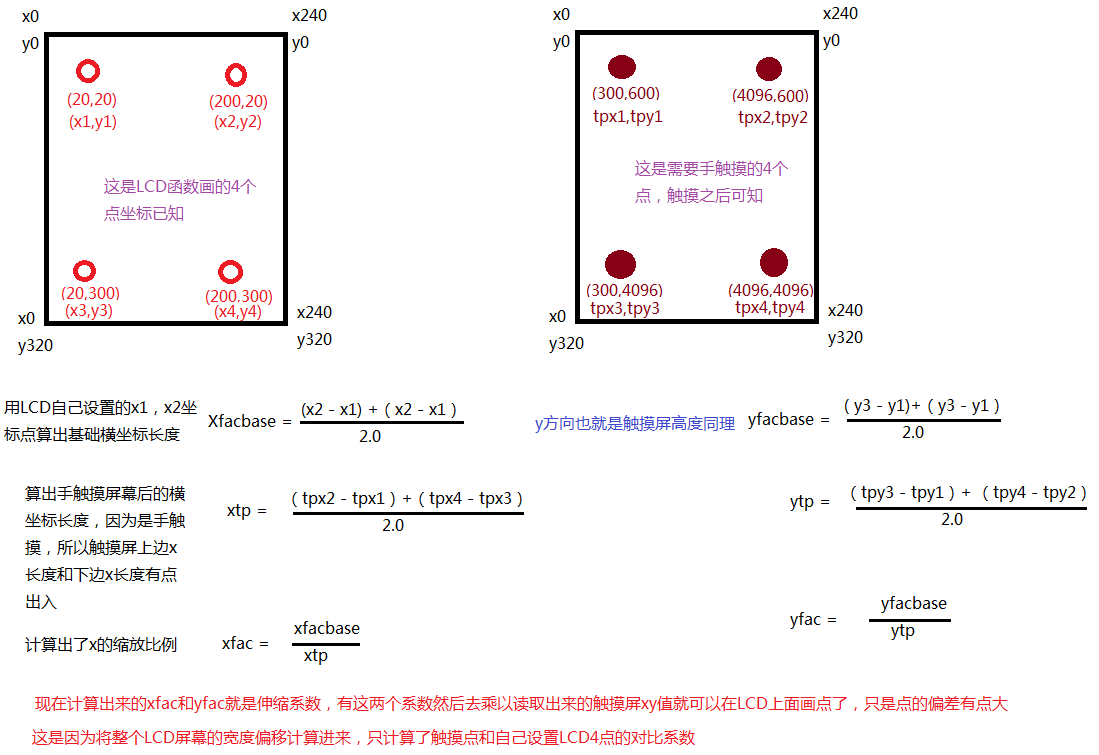 x0
x240
y0
y0
(20,20)
(x1,y1)
(200,20)
(x2,y2)
这是LCD函数画的4个
点坐标已知
(20,300)
(x3,y3)
(200.300)
(x4,y4)
x0
y320
x240
y320
x0
x240
y0
y0
(300,600)
tpx1,tpy1
(4096,600)
tpx2,tpy2
这是需要手触摸的4个
点，触摸之后可知
(300,4096)
tpx3,tpy3
(4096,4096)
tpx4,tpy4
x0
y320
x240
y320
用LCD自己设置的x1，x2坐
标点算出基础横坐标长度
Xfacbase =
(x2 - x1) +（x2 - x1 ）
2.0
y方向也就是触摸屏高度同理
yfacbase =
( y3 - y1)+（y3 - y1 ）
2.0
算出手触摸屏幕后的横
坐标长度，因为是手触
摸，所以触摸屏上边x
长度和下边x长度有点
出入
xtp =
（tpx2 - tpx1 ）+（tpx4 - tpx3 ）
2.0
ytp =
（tpy3 - tpy1 ）+ （tpy4 - tpy2 ）
2.0
计算出了x的缩放比例
xfac =
xfacbase
xtp
yfac =
yfacbase
ytp
现在计算出来的xfac和yfac就是伸缩系数，有这两个系数然后去乘以读取出来的触摸屏xy值就可以在LCD上面画点了，只是点的偏差有点大
这是因为将整个LCD屏幕的宽度偏移计算进来，只计算了触摸点和自己设置LCD4点的对比系数